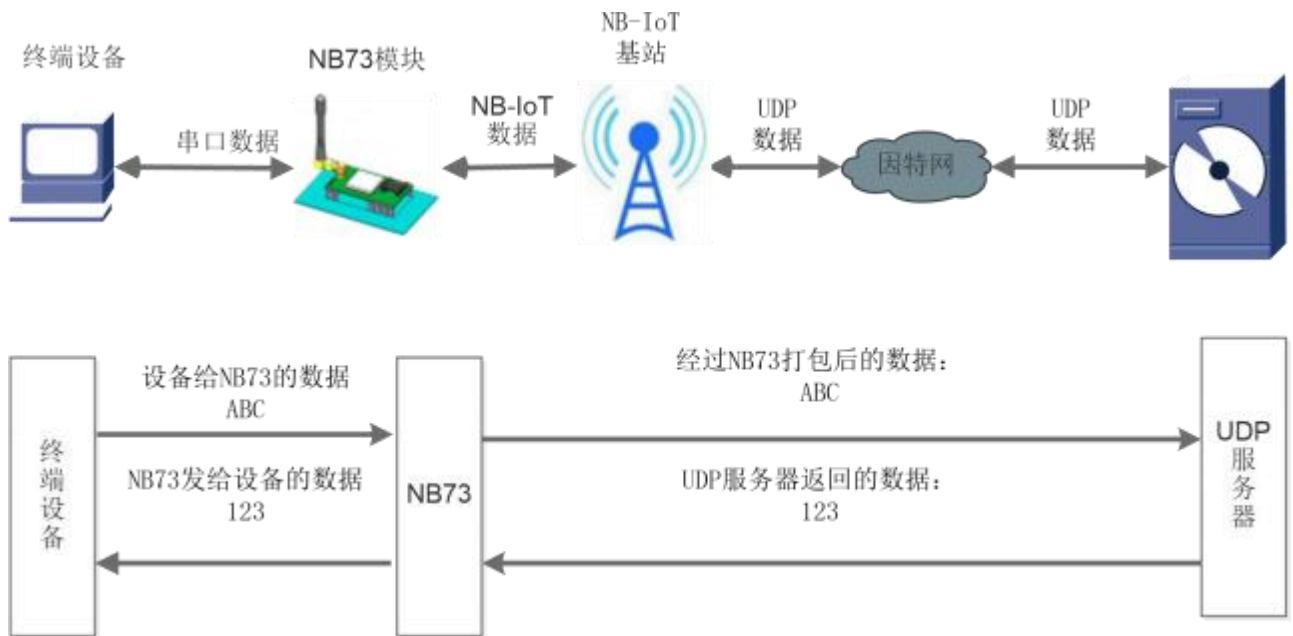 终端设备
NB73模块
NB-IoT
基站
串口数据
NB-IoT
数据
UDP
数据
因特网
UDP
数据
设备给NB73的数据
ABC
经过NB73打包后的数据：
ABC
终端设备
NB73
UDP
服务器
NB73发给设备的数据
123
UDP服务器返回的数据：
123